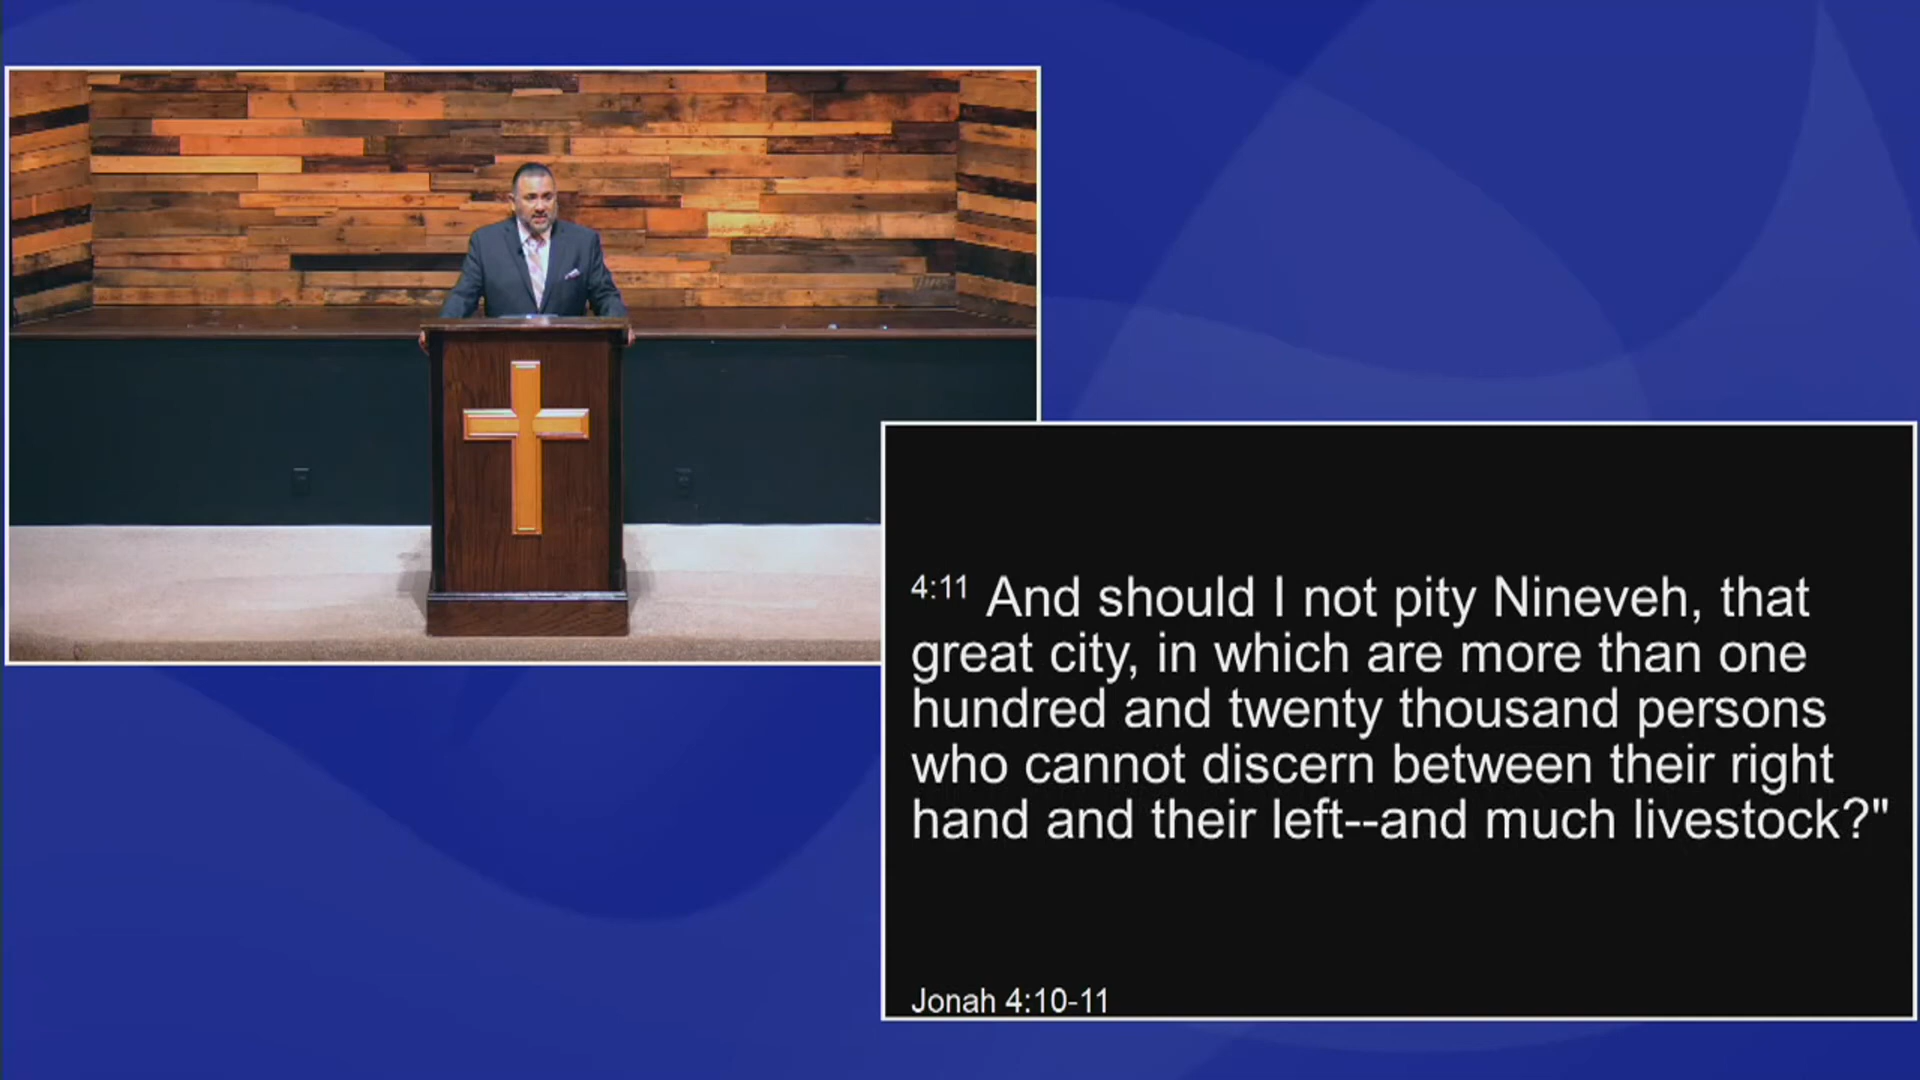 4:11 And should I not pity Nineveh, that
great city, in which are more than one
hundred and twenty thousand persons
who cannot discern between their right
hand and their left--and much livestock?"
Jonah 4:10-11